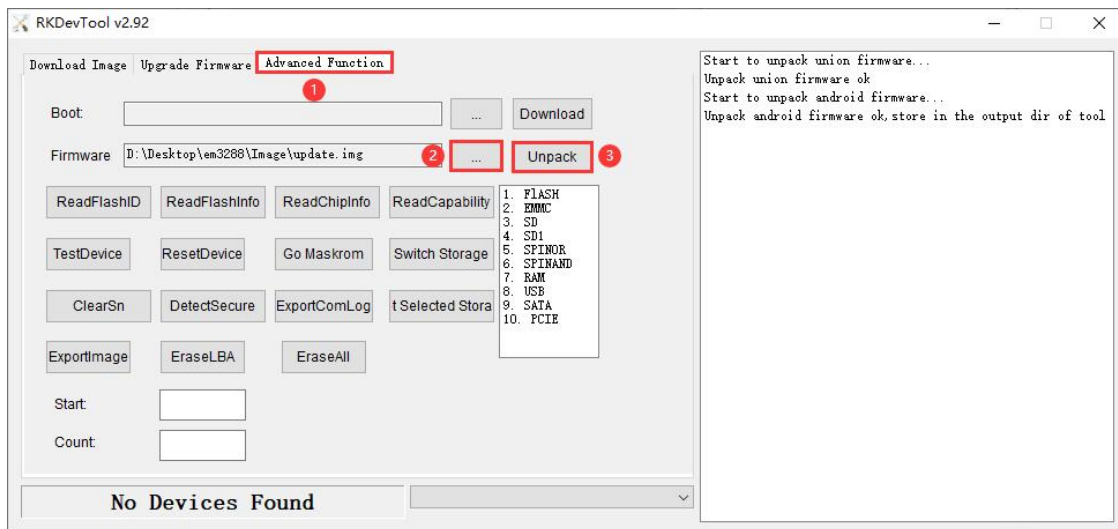 RKDevTool v2.92
Download Image Upgrade Firmware Advanced Function
1
Boot:
... Download
Firmware D:\Desktop\em3288\Image\update.img 2 ... Unpack 3
ReadFlashID ReadFlashInfo ReadChipInfo ReadCapability
TestDevice ResetDevice Go Maskrom Switch Storage
ClearSn DetectSecure ExportComLog t Selected Stora
ExportImage EraseLBA EraseAll
1. FlASH
2. EMMC
3. SD
4. SD1
5. SPINOR
6. SPINAND
7. RAM
8. USB
9. SATA
10. PCIE
Start:
Count:
No Devices Found
Start to unpack union firmware...
Unpack union firmware ok
Start to unpack android firmware...
Unpack android firmware ok,store in the output dir of tool